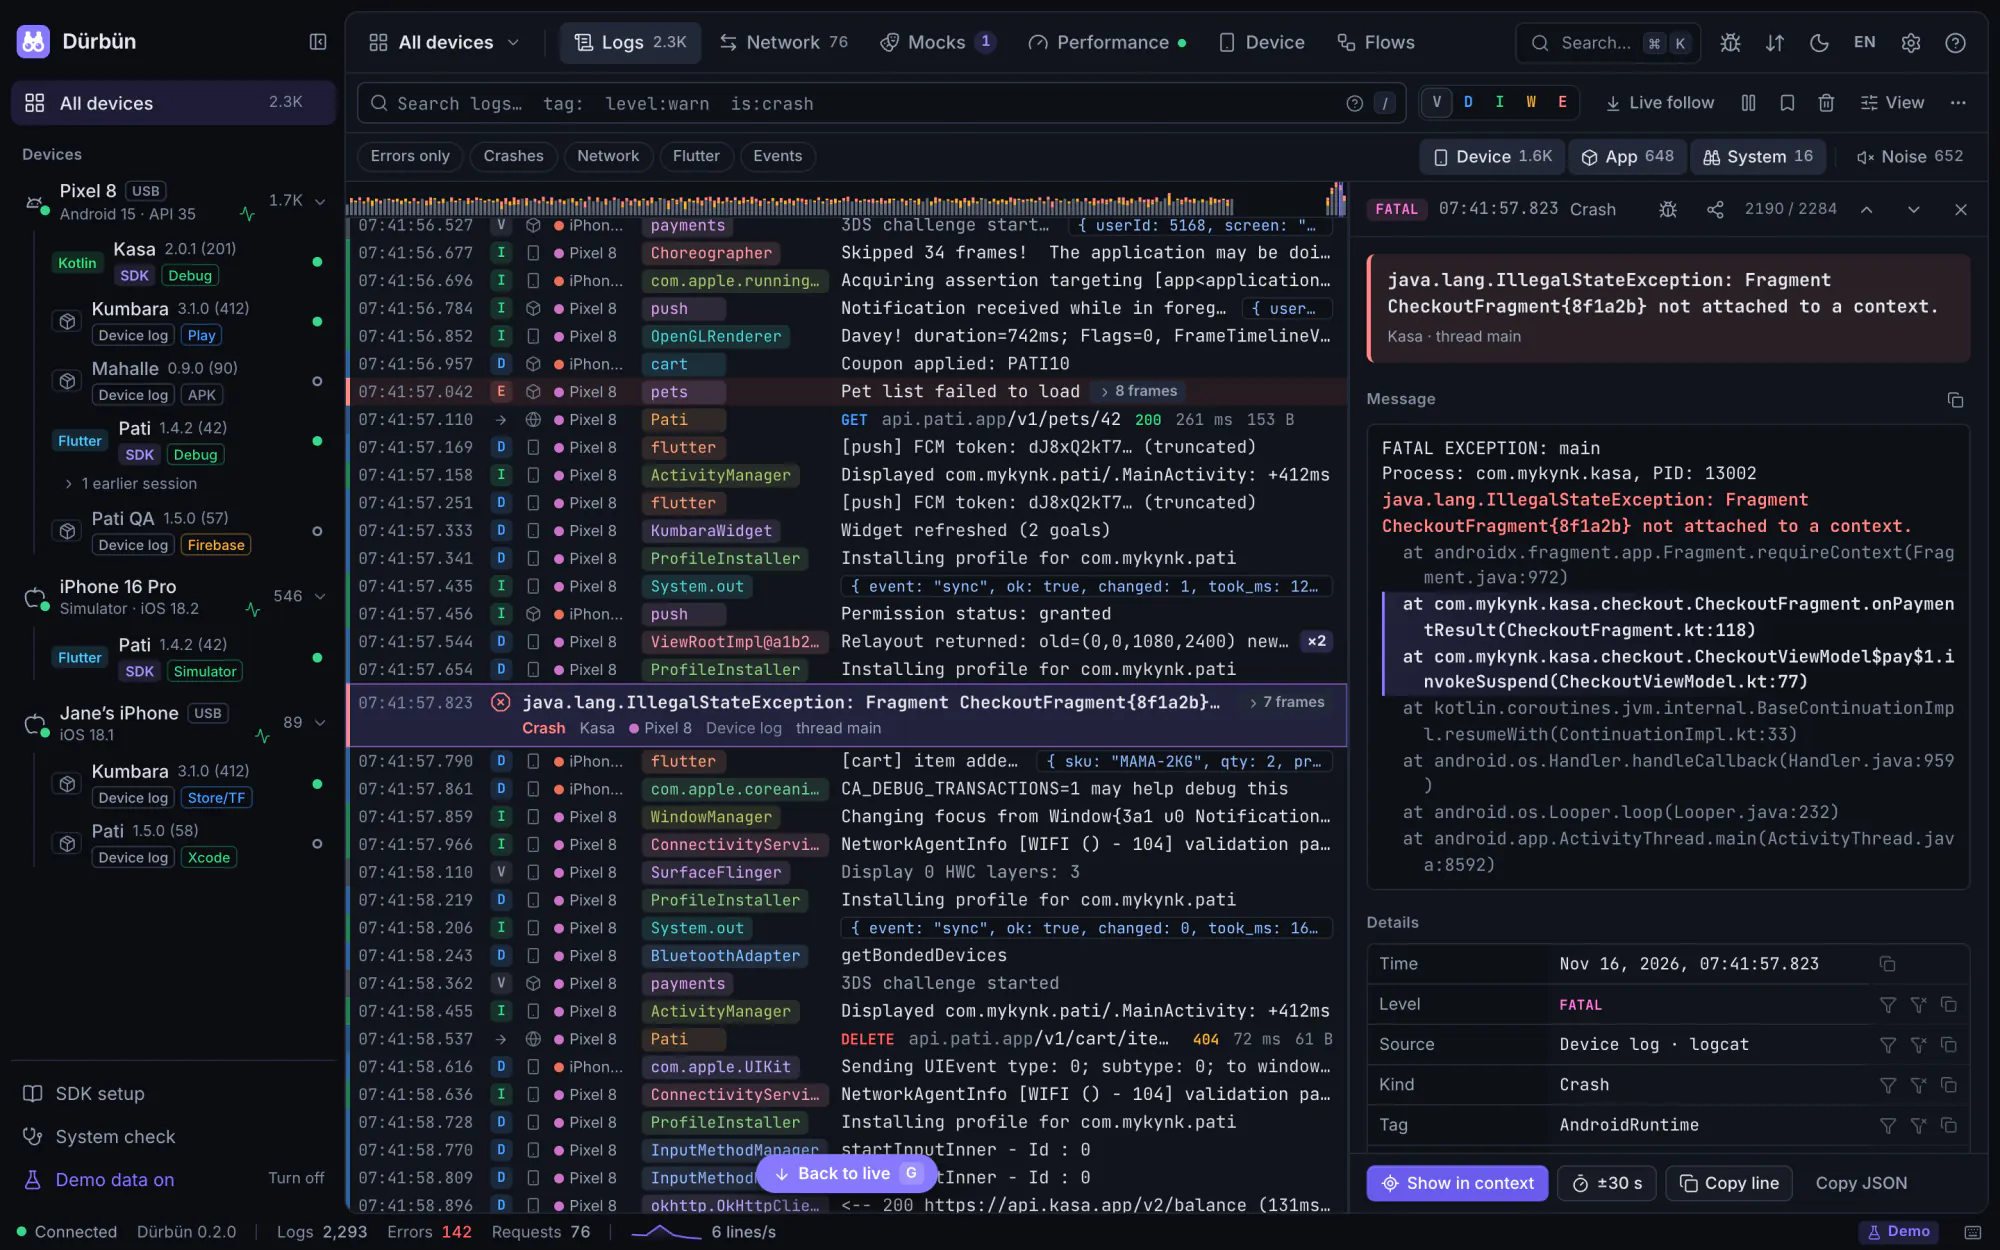 Dürbün
All devices 2.3K
Devices
Pixel 8 USB
Android 15 · API 35 1.7K
Kotlin Kasa 2.0.1 (201)
SDK Debug
Kumbara 3.1.0 (412)
Device log Play
Mahalle 0.9.0 (90)
Device log APK
Flutter Pati 1.4.2 (42)
SDK Debug
1 earlier session
Pati QA 1.5.0 (57)
Device log Firebase
iPhone 16 Pro
Simulator · iOS 18.2 546
Flutter Pati 1.4.2 (42)
SDK Simulator
Jane's iPhone USB
iOS 18.1 89
Kumbara 3.1.0 (412)
Device log Store/TF
Pati 1.5.0 (58)
Device log Xcode
SDK setup
System check
Demo data on Turn off
All devices Logs 2.3K Network 76 Mocks 1 Performance Device Flows Search... ⌘ K EN
Search logs… tag: level:warn is:crash / V D I W E Live follow View
Errors only Crashes Network Flutter Events Device 1.6K App 648 System 16 Noise 652
07:41:56.527 V iPhon... payments 3DS challenge start… { userId: 5168, screen: "…
07:41:56.677 I Pixel 8 Choreographer Skipped 34 frames!  The application may be doi…
07:41:56.696 I iPhon... com.apple.running… Acquiring assertion targeting [app<application…
07:41:56.784 I Pixel 8 push Notification received while in foreg… { user…
07:41:56.852 I Pixel 8 OpenGLRenderer Davey! duration=742ms; Flags=0, FrameTimelineV…
07:41:56.957 D iPhon... cart Coupon applied: PATI10
07:41:57.042 E Pixel 8 pets Pet list failed to load 8 frames
07:41:57.110 → Pixel 8 Pati GET api.pati.app/v1/pets/42 200 261 ms 153 B
07:41:57.169 D Pixel 8 flutter [push] FCM token: dJ8xQ2kT7… (truncated)
07:41:57.158 I Pixel 8 ActivityManager Displayed com.mykynk.pati/.MainActivity: +412ms
07:41:57.251 D Pixel 8 flutter [push] FCM token: dJ8xQ2kT7… (truncated)
07:41:57.333 D Pixel 8 KumbaraWidget Widget refreshed (2 goals)
07:41:57.341 D Pixel 8 ProfileInstaller Installing profile for com.mykynk.pati
07:41:57.435 I Pixel 8 System.out { event: "sync", ok: true, changed: 1, took_ms: 12…
07:41:57.456 I iPhon... push Permission status: granted
07:41:57.544 D Pixel 8 ViewRootImpl@a1b2… Relayout returned: old=(0,0,1080,2400) new… ×2
07:41:57.654 D Pixel 8 ProfileInstaller Installing profile for com.mykynk.pati
07:41:57.823 java.lang.IllegalStateException: Fragment CheckoutFragment{8f1a2b}… 7 frames
Crash Kasa Pixel 8 Device log thread main
07:41:57.790 D iPhon... flutter [cart] item adde… { sku: "MAMA-2KG", qty: 2, pr…
07:41:57.861 D iPhon... com.apple.coreani… CA_DEBUG_TRANSACTIONS=1 may help debug this
07:41:57.859 I Pixel 8 WindowManager Changing focus from Window{3a1 u0 Notification…
07:41:57.966 I Pixel 8 ConnectivityServi… NetworkAgentInfo [WIFI () - 104] validation pa…
07:41:58.110 V Pixel 8 SurfaceFlinger Display 0 HWC layers: 3
07:41:58.219 D Pixel 8 ProfileInstaller Installing profile for com.mykynk.pati
07:41:58.206 I Pixel 8 System.out { event: "sync", ok: true, changed: 0, took_ms: 16…
07:41:58.243 D Pixel 8 BluetoothAdapter getBondedDevices
07:41:58.362 V Pixel 8 payments 3DS challenge started
07:41:58.455 I Pixel 8 ActivityManager Displayed com.mykynk.pati/.MainActivity: +412ms
07:41:58.537 → Pixel 8 Pati DELETE api.pati.app/v1/cart/ite… 404 72 ms 61 B
07:41:58.616 D iPhon... com.apple.UIKit Sending UIEvent type: 0; subtype: 0; to window…
07:41:58.636 I Pixel 8 ConnectivityServi… NetworkAgentInfo [WIFI () - 104] validation pa…
07:41:58.728 D Pixel 8 ProfileInstaller Installing profile for com.mykynk.pati
07:41:58.770 D Pixel 8 InputMethodManager startInputInner - Id : 0
07:41:58.809 D Pixel 8 InputMethod tInner - Id : 0
07:41:58.896 D Pixel 8 okhttp.OkHttpClie… <-- 200 https://api.kasa.app/v2/balance (131ms…
Back to live G
FATAL 07:41:57.823 Crash 2190 / 2284
java.lang.IllegalStateException: Fragment
CheckoutFragment{8f1a2b} not attached to a context.
Kasa · thread main
Message
FATAL EXCEPTION: main
Process: com.mykynk.kasa, PID: 13002
java.lang.IllegalStateException: Fragment
CheckoutFragment{8f1a2b} not attached to a context.
at androidx.fragment.app.Fragment.requireContext(Frag
ment.java:972)
at com.mykynk.kasa.checkout.CheckoutFragment.onPaymen
tResult(CheckoutFragment.kt:118)
at com.mykynk.kasa.checkout.CheckoutViewModel$pay$1.i
nvokeSuspend(CheckoutViewModel.kt:77)
at kotlin.coroutines.jvm.internal.BaseContinuationImp
l.resumeWith(ContinuationImpl.kt:33)
at android.os.Handler.handleCallback(Handler.java:959
)
at android.os.Looper.loop(Looper.java:232)
at android.app.ActivityThread.main(ActivityThread.jav
a:8592)
Details
Time Nov 16, 2026, 07:41:57.823
Level FATAL
Source Device log · logcat
Kind Crash
Tag AndroidRuntime
Show in context ±30 s Copy line Copy JSON
Connected Dürbün 0.2.0 Logs 2,293 Errors 142 Requests 76 6 lines/s Demo